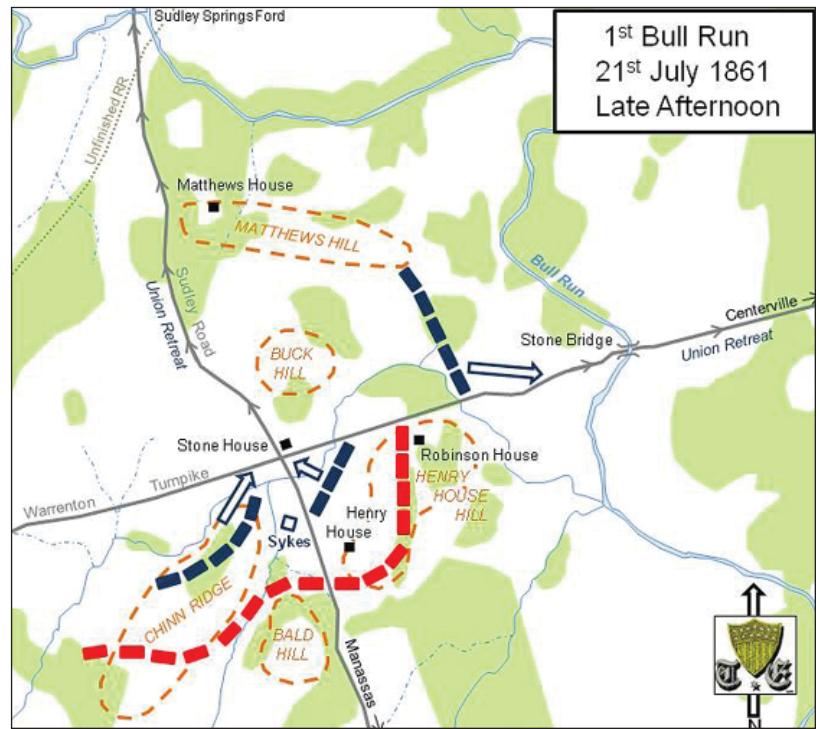 Sudley Springs Ford
1st Bull Run
21st July 1861
Late Afternoon
Unfinished RR
Matthews House
MATTHEWS HILL
Sudley Road
Union Retreat
Bull Run
Centerville
Stone Bridge
Union Retreat
BUCK
HILL
Stone House
Robinson House
Turnpike
Warrenton
HENRY
HOUSE
HILL
Henry
House
Sykes
CHINN RIDGE
BALD
HILL
Manassas
T E
N